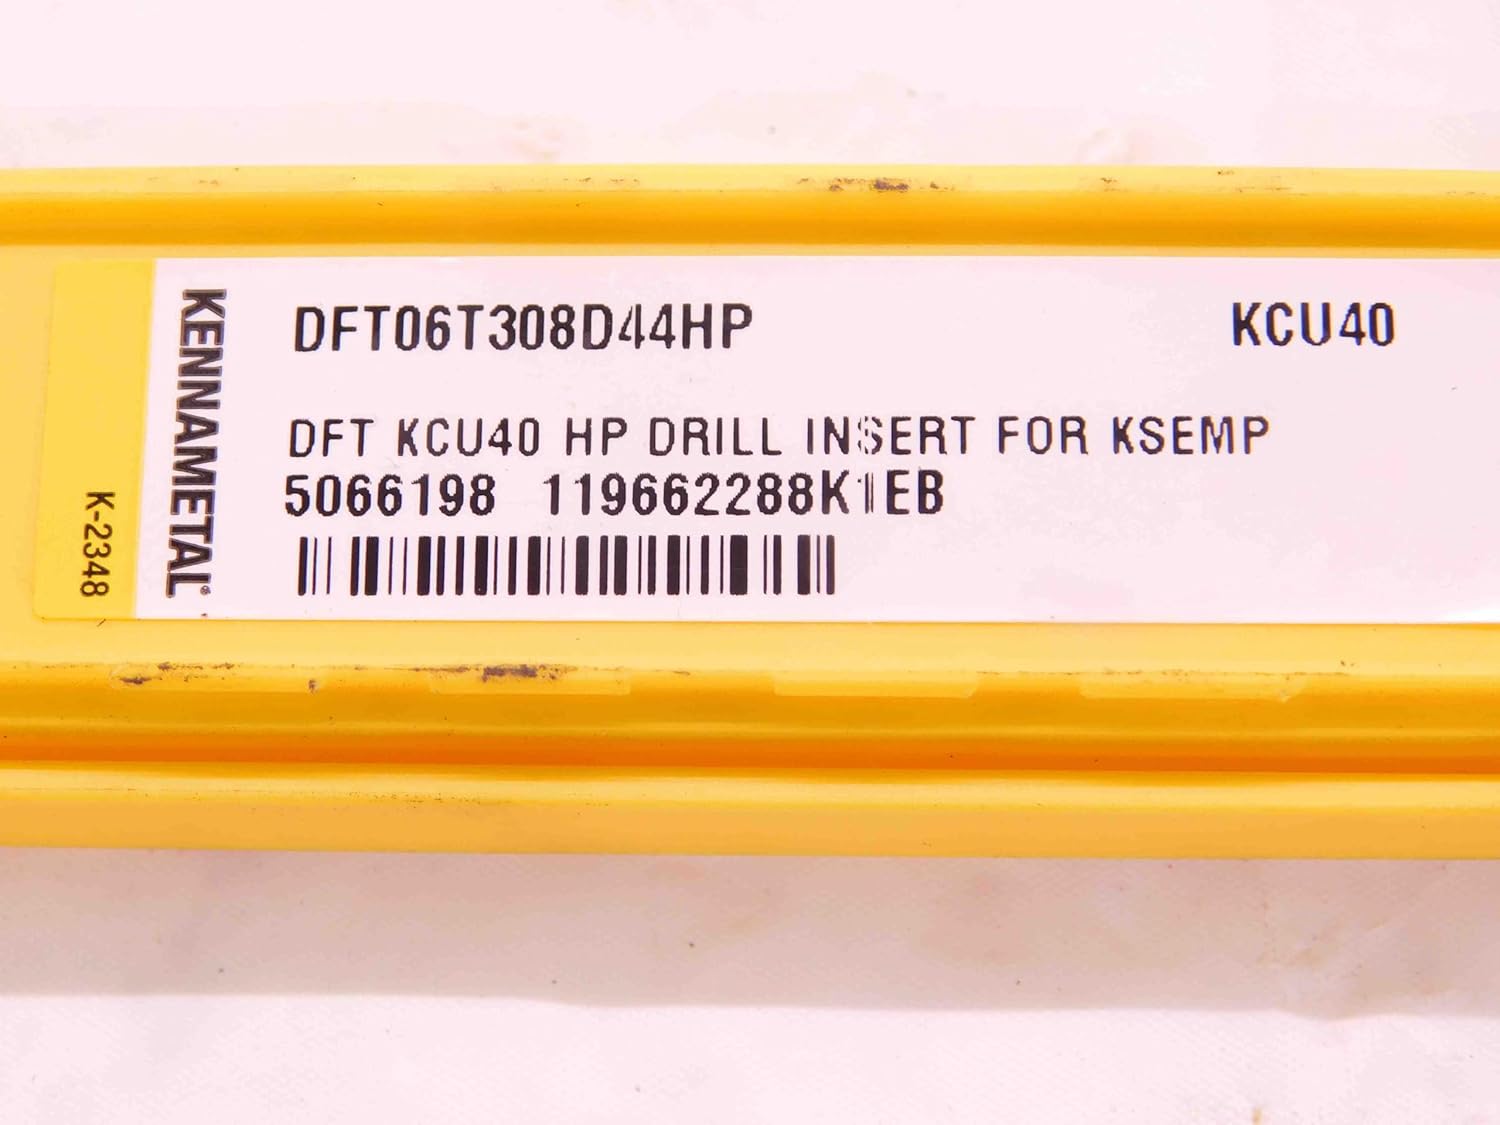 K-2348
KENNAMETAL
DFT06T308D44HP KCU40
DFT KCU40 HP DRILL INSERT FOR KSEMP
5066198 119662288K1EB